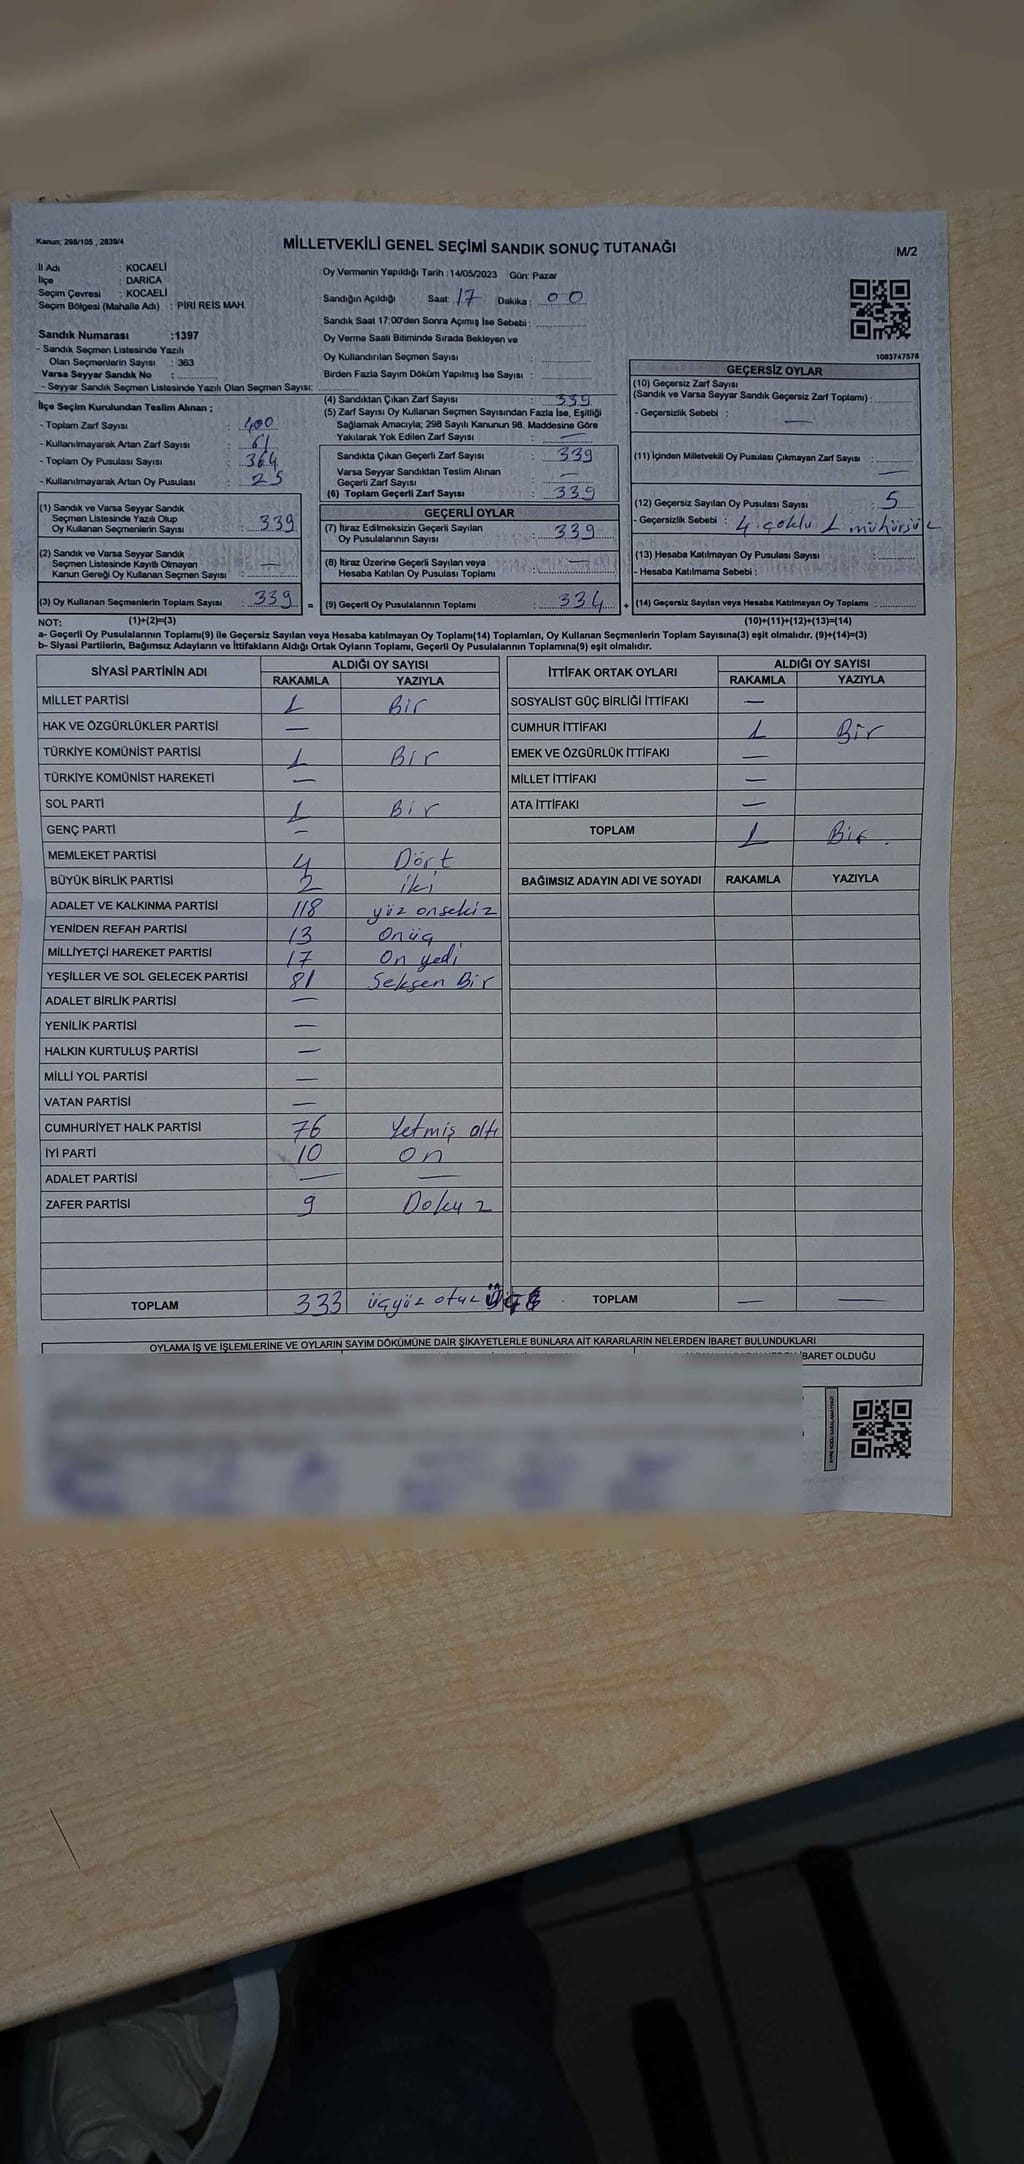 Kanun; 298/105 , 2839/4
MİLLETVEKİLİ GENEL SEÇİMİ SANDIK SONUÇ TUTANAĞI
M/2
İl Adı : KOCAELİ
İlçe : DARICA
Seçim Çevresi : KOCAELİ
Seçim Bölgesi (Mahalle Adı) : PİRİ REİS MAH.
Sandık Numarası :1397
- Sandık Seçmen Listesinde Yazılı
Olan Seçmenlerin Sayısı : 363
Varsa Seyyar Sandık No :
- Seyyar Sandık Seçmen Listesinde Yazılı Olan Seçmen Sayısı:
Oy Vermenin Yapıldığı Tarih : 14/05/2023 Gün: Pazar
Sandığın Açıldığı Saat: 17 Dakika : 00
Sandık Saat 17:00'den Sonra Açımış İse Sebebi :
Oy Verme Saati Bitiminde Sırada Bekleyen ve
Oy Kullandırılan Seçmen Sayısı :
Birden Fazla Sayım Döküm Yapılmış İse Sayısı :
1083747578
İlçe Seçim Kurulundan Teslim Alınan ;
- Toplam Zarf Sayısı : 400
- Kullanılmayarak Artan Zarf Sayısı : 61
- Toplam Oy Pusulası Sayısı : 364
- Kullanılmayarak Artan Oy Pusulası : 25
(1) Sandık ve Varsa Seyyar Sandık
Seçmen Listesinde Yazılı Olup
Oy Kullanan Seçmenlerin Sayısı : 339
(2) Sandık ve Varsa Seyyar Sandık
Seçmen Listesinde Kayıtlı Olmayan
Kanun Gereği Oy Kullanan Seçmen Sayısı : —
(3) Oy Kullanan Seçmenlerin Toplam Sayısı : 339
(4) Sandıktan Çıkan Zarf Sayısı : 339
(5) Zarf Sayısı Oy Kullanan Seçmen Sayısından Fazla İse, Eşitliği
Sağlamak Amacıyla; 298 Sayılı Kanunun 98. Maddesine Göre
Yakılarak Yok Edilen Zarf Sayısı : —
Sandıkta Çıkan Geçerli Zarf Sayısı : 339
Varsa Seyyar Sandıktan Teslim Alınan
Geçerli Zarf Sayısı : —
(6) Toplam Geçerli Zarf Sayısı : 339
GEÇERLİ OYLAR
(7) İtiraz Edilmeksizin Geçerli Sayılan
Oy Pusulalarının Sayısı : 339
(8) İtiraz Üzerine Geçerli Sayılan veya
Hesaba Katılan Oy Pusulası Toplamı : —
= (9) Geçerli Oy Pusulalarının Toplamı : 334
GEÇERSİZ OYLAR
(10) Geçersiz Zarf Sayısı
(Sandık ve Varsa Seyyar Sandık Geçersiz Zarf Toplamı) :
- Geçersizlik Sebebi : —
(11) İçinden Milletvekili Oy Pusulası Çıkmayan Zarf Sayısı : —
(12) Geçersiz Sayılan Oy Pusulası Sayısı : 5
- Geçersizlik Sebebi : 4 çoklu 1 mühürsüz
(13) Hesaba Katılmayan Oy Pusulası Sayısı :
- Hesaba Katılmama Sebebi :
+ (14) Geçersiz Sayılan veya Hesaba Katılmayan Oy Toplamı :
NOT: (1)+(2)=(3) (10)+(11)+(12)+(13)=(14)
a- Geçerli Oy Pusulalarının Toplamı(9) ile Geçersiz Sayılan veya Hesaba katılmayan Oy Toplamı(14) Toplamları, Oy Kullanan Seçmenlerin Toplam Sayısına(3) eşit olmalıdır. (9)+(14)=(3)
b- Siyasi Partilerin, Bağımsız Adayların ve İttifakların Aldığı Ortak Oyların Toplamı, Geçerli Oy Pusulalarının Toplamına(9) eşit olmalıdır.
SİYASİ PARTİNİN ADI ALDIĞI OY SAYISI
RAKAMLA YAZIYLA
MİLLET PARTİSİ 1 Bir
HAK VE ÖZGÜRLÜKLER PARTİSİ —
TÜRKİYE KOMÜNİST PARTİSİ 1 Bir
TÜRKİYE KOMÜNİST HAREKETİ —
SOL PARTİ 1 Bir
GENÇ PARTİ —
MEMLEKET PARTİSİ 4 Dört
BÜYÜK BİRLİK PARTİSİ 2 iki
ADALET VE KALKINMA PARTİSİ 118 yüz onsekiz
YENİDEN REFAH PARTİSİ 13 Onüç
MİLLİYETÇİ HAREKET PARTİSİ 17 On yedi
YEŞİLLER VE SOL GELECEK PARTİSİ 81 Seksen Bir
ADALET BİRLİK PARTİSİ —
YENİLİK PARTİSİ —
HALKIN KURTULUŞ PARTİSİ —
MİLLİ YOL PARTİSİ —
VATAN PARTİSİ —
CUMHURİYET HALK PARTİSİ 76 Yetmiş altı
İYİ PARTİ 10 On
ADALET PARTİSİ — —
ZAFER PARTİSİ 9 Dokuz
TOPLAM 333 üçyüz otuz üç
İTTİFAK ORTAK OYLARI ALDIĞI OY SAYISI
RAKAMLA YAZIYLA
SOSYALİST GÜÇ BİRLİĞİ İTTİFAKI —
CUMHUR İTTİFAKI 1 Bir
EMEK VE ÖZGÜRLÜK İTTİFAKI —
MİLLET İTTİFAKI —
ATA İTTİFAKI —
TOPLAM 1 Bir.
BAĞIMSIZ ADAYIN ADI VE SOYADI RAKAMLA YAZIYLA
TOPLAM — —
OYLAMA İŞ VE İŞLEMLERİNE VE OYLARIN SAYIM DÖKÜMÜNE DAİR ŞİKAYETLERLE BUNLARA AİT KARARLARIN NELERDEN İBARET BULUNDUKLARI
İBARET OLDUĞU